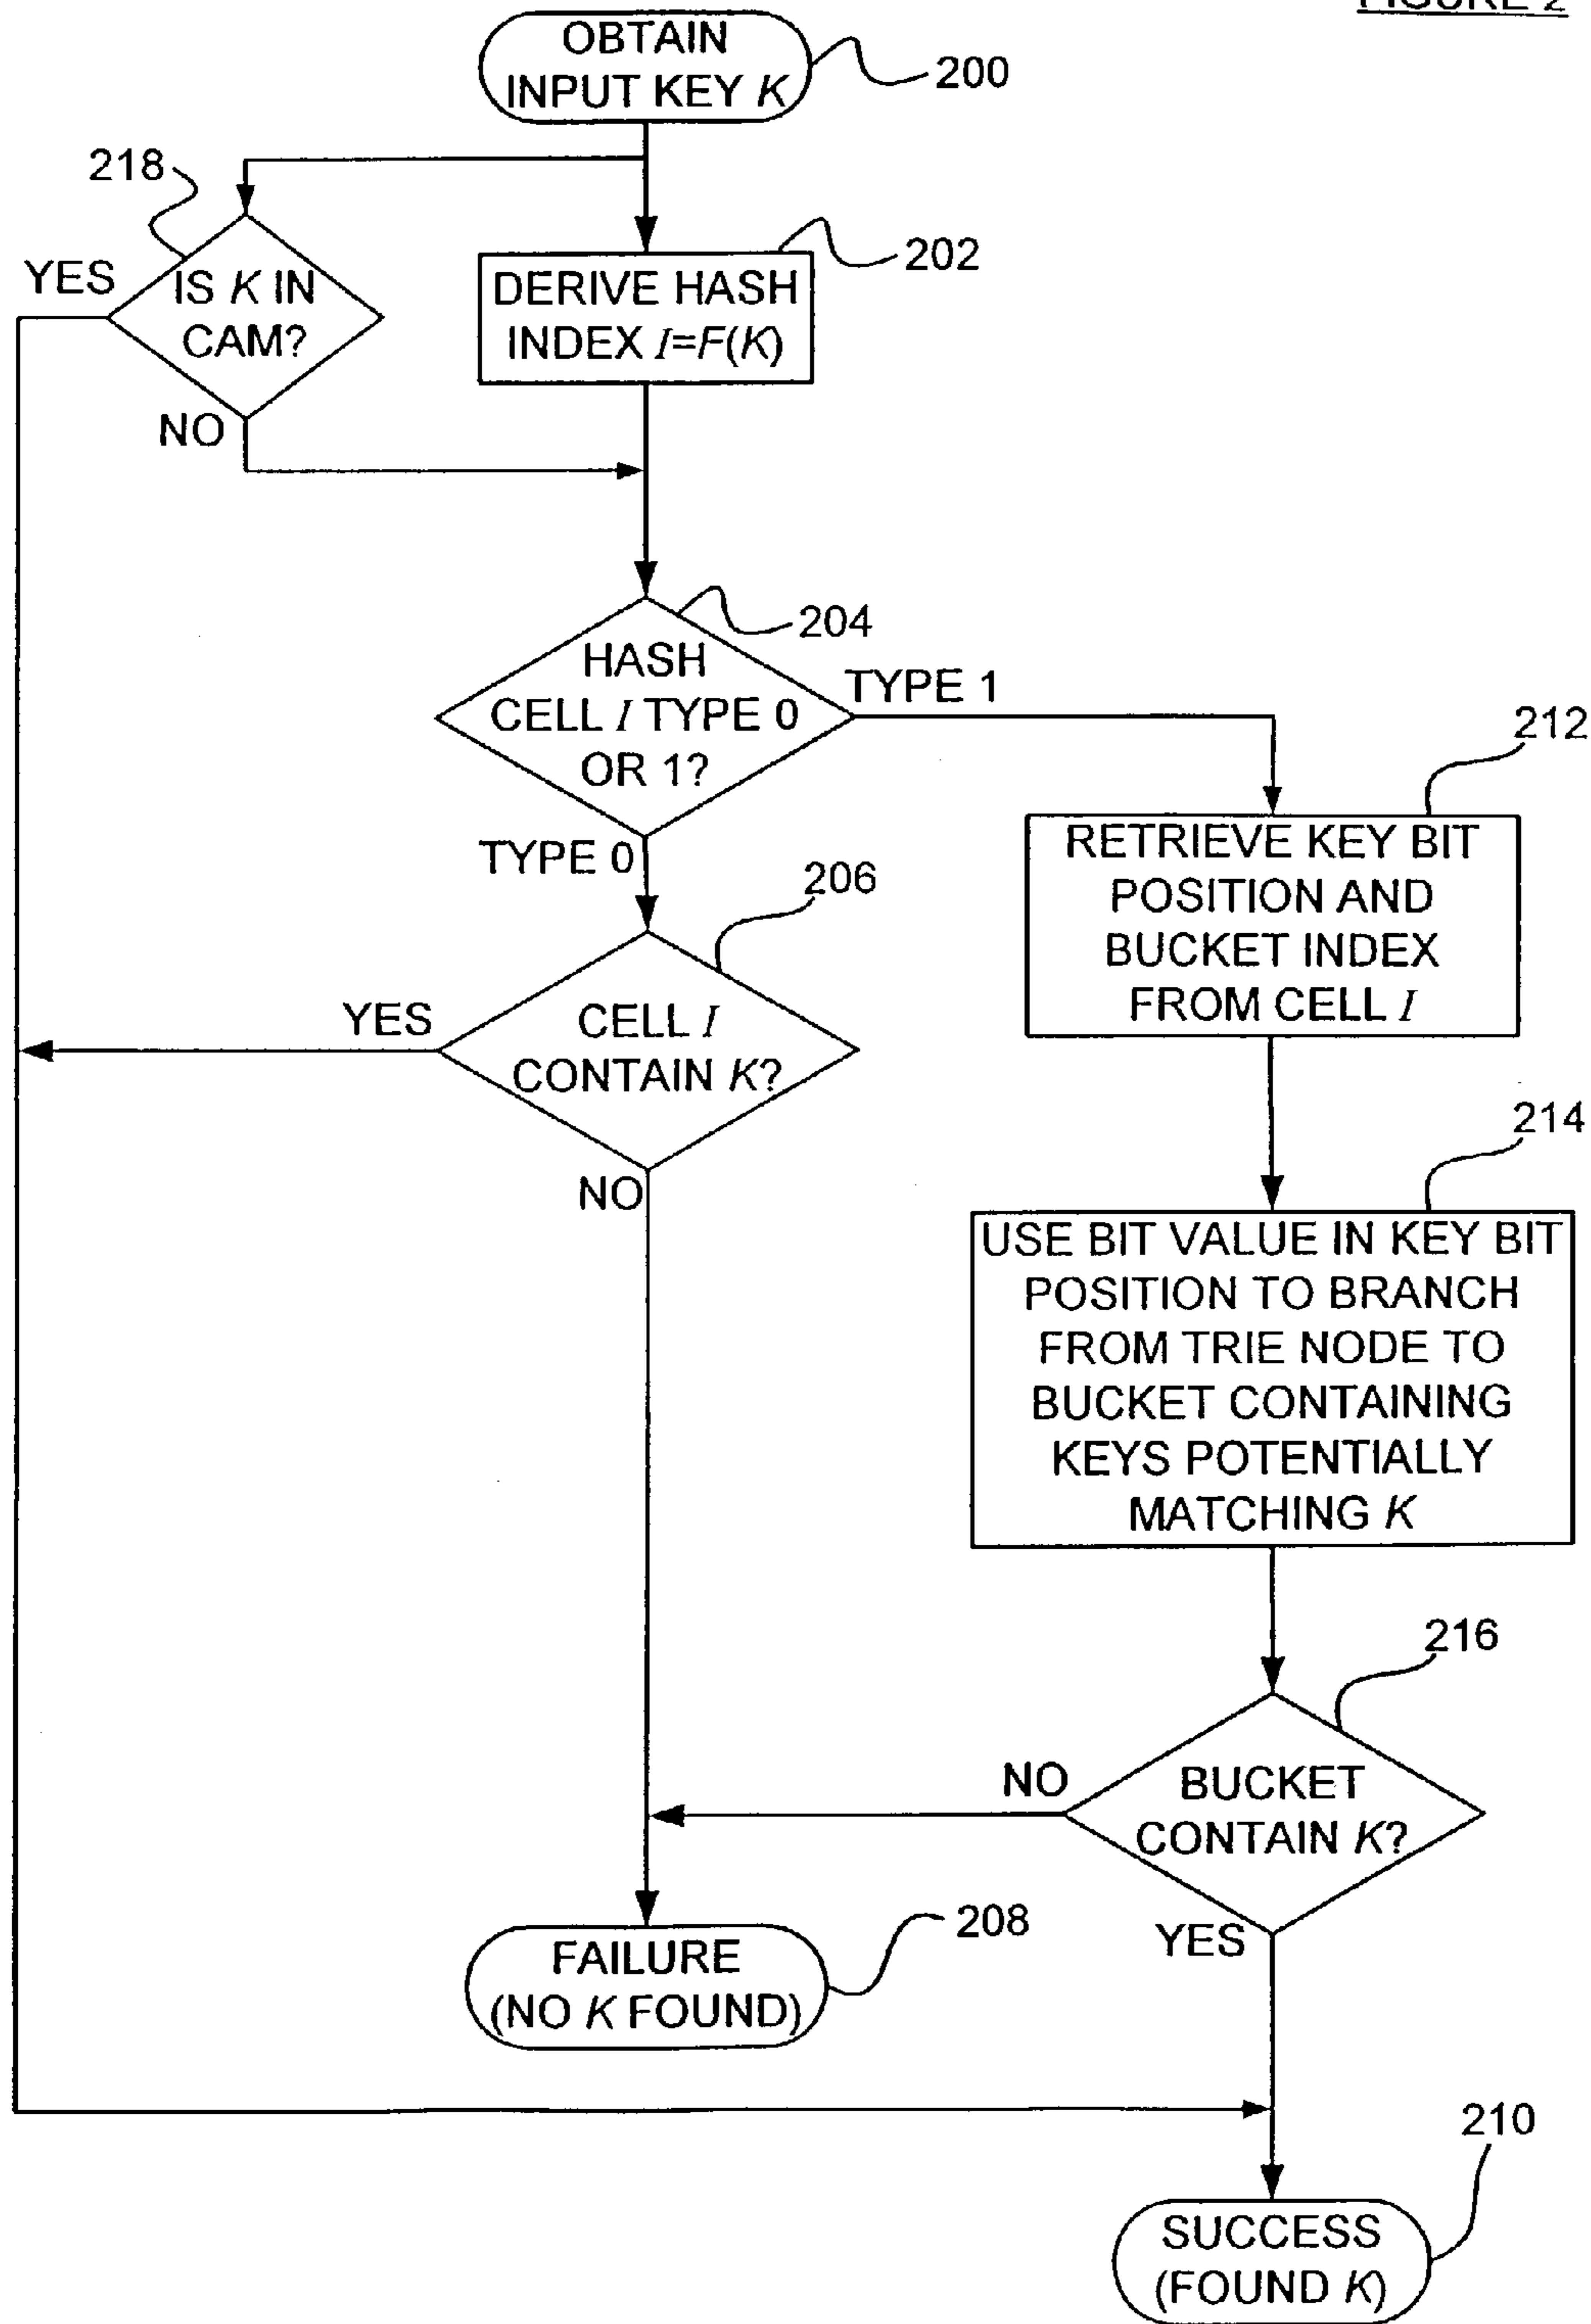 FIGURE 2
OBTAIN
INPUT KEY K
200
218
YES
IS K IN
CAM?
NO
202
DERIVE HASH
INDEX I=F(K)
204
HASH
CELL I TYPE 0
OR 1?
TYPE 1
TYPE 0
212
RETRIEVE KEY BIT
POSITION AND
BUCKET INDEX
FROM CELL I
206
YES
CELL I
CONTAIN K?
NO
214
USE BIT VALUE IN KEY BIT
POSITION TO BRANCH
FROM TRIE NODE TO
BUCKET CONTAINING
KEYS POTENTIALLY
MATCHING K
216
NO
BUCKET
CONTAIN K?
YES
208
FAILURE
(NO K FOUND)
210
SUCCESS
(FOUND K)